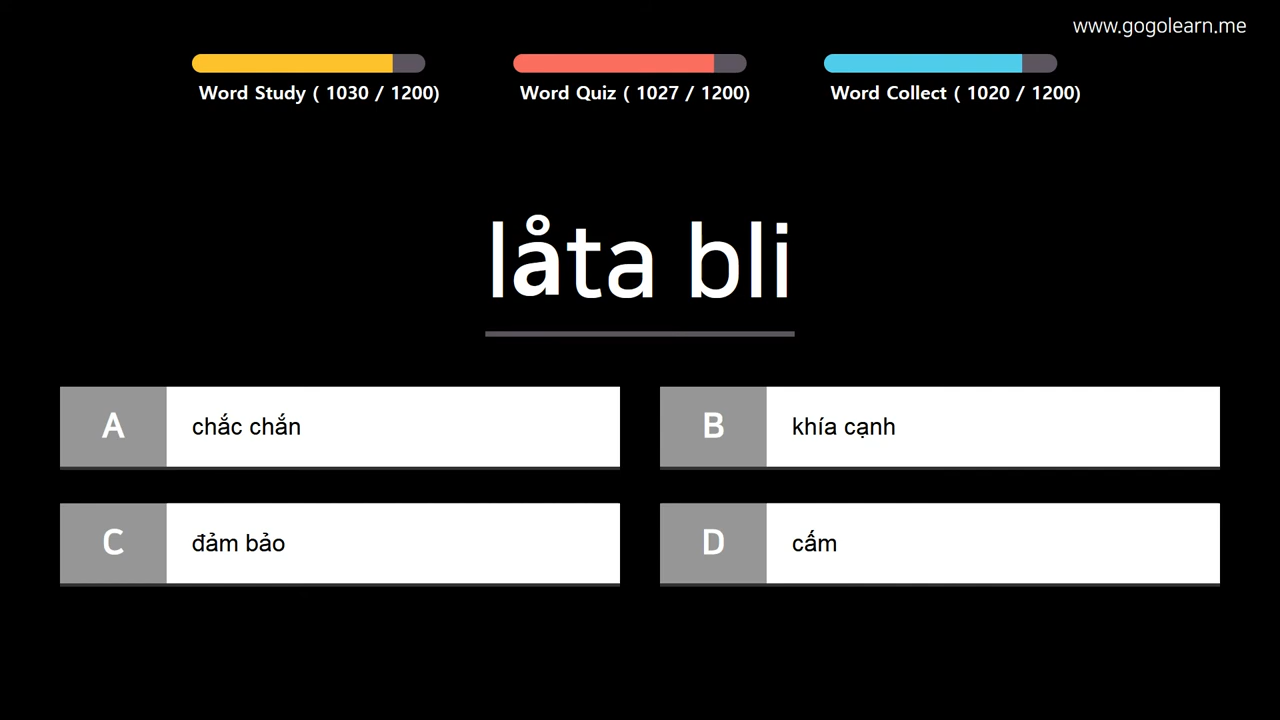 www.gogolearn.me
Word Study ( 1030 / 1200)
Word Quiz ( 1027 / 1200)
Word Collect ( 1020 / 1200)
låta bli
A chắc chắn
B khía cạnh
C đảm bảo
D cấm